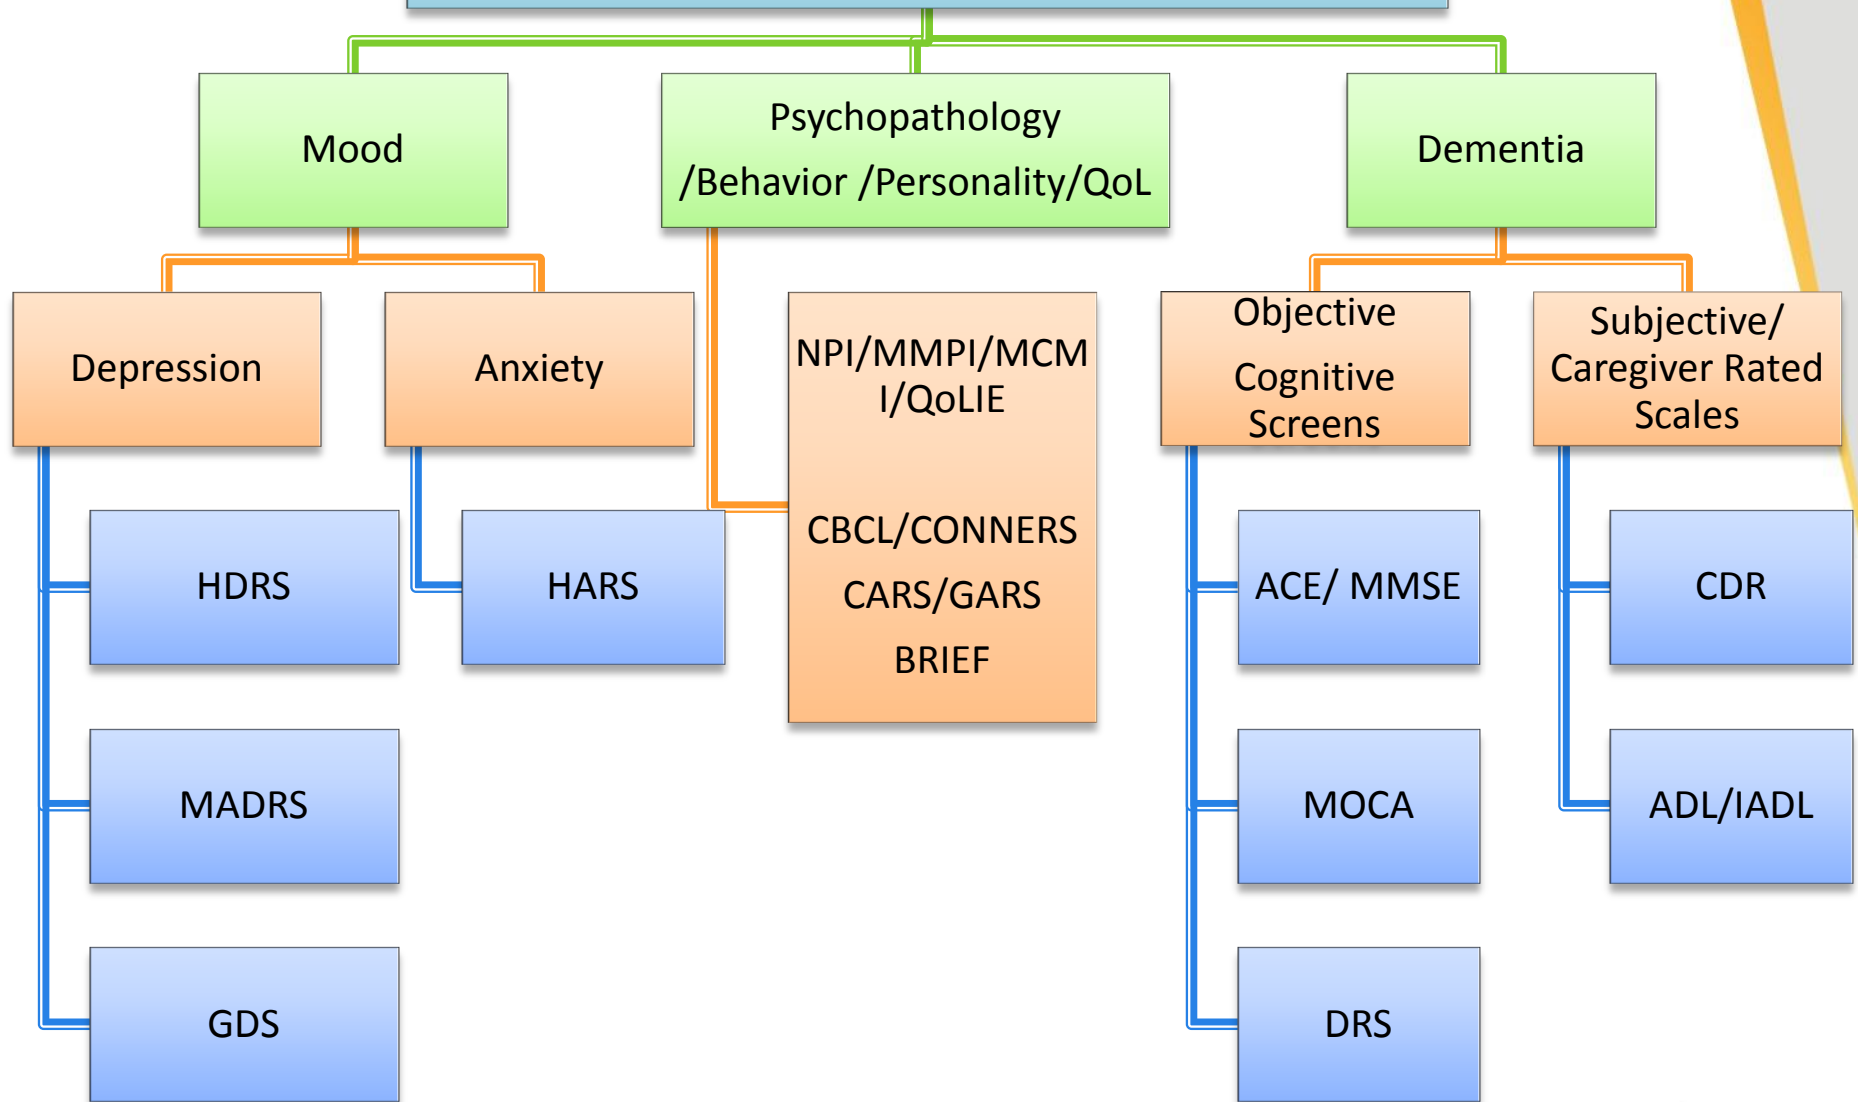 Mood
Psychopathology
/Behavior /Personality/QoL
Dementia
Depression
Anxiety
NPI/MMPI/MCM
I/QoLIE
CBCL/CONNERS
CARS/GARS
BRIEF
Objective
Cognitive
Screens
Subjective/
Caregiver Rated
Scales
HDRS
HARS
ACE/ MMSE
CDR
MADRS
MOCA
ADL/IADL
GDS
DRS